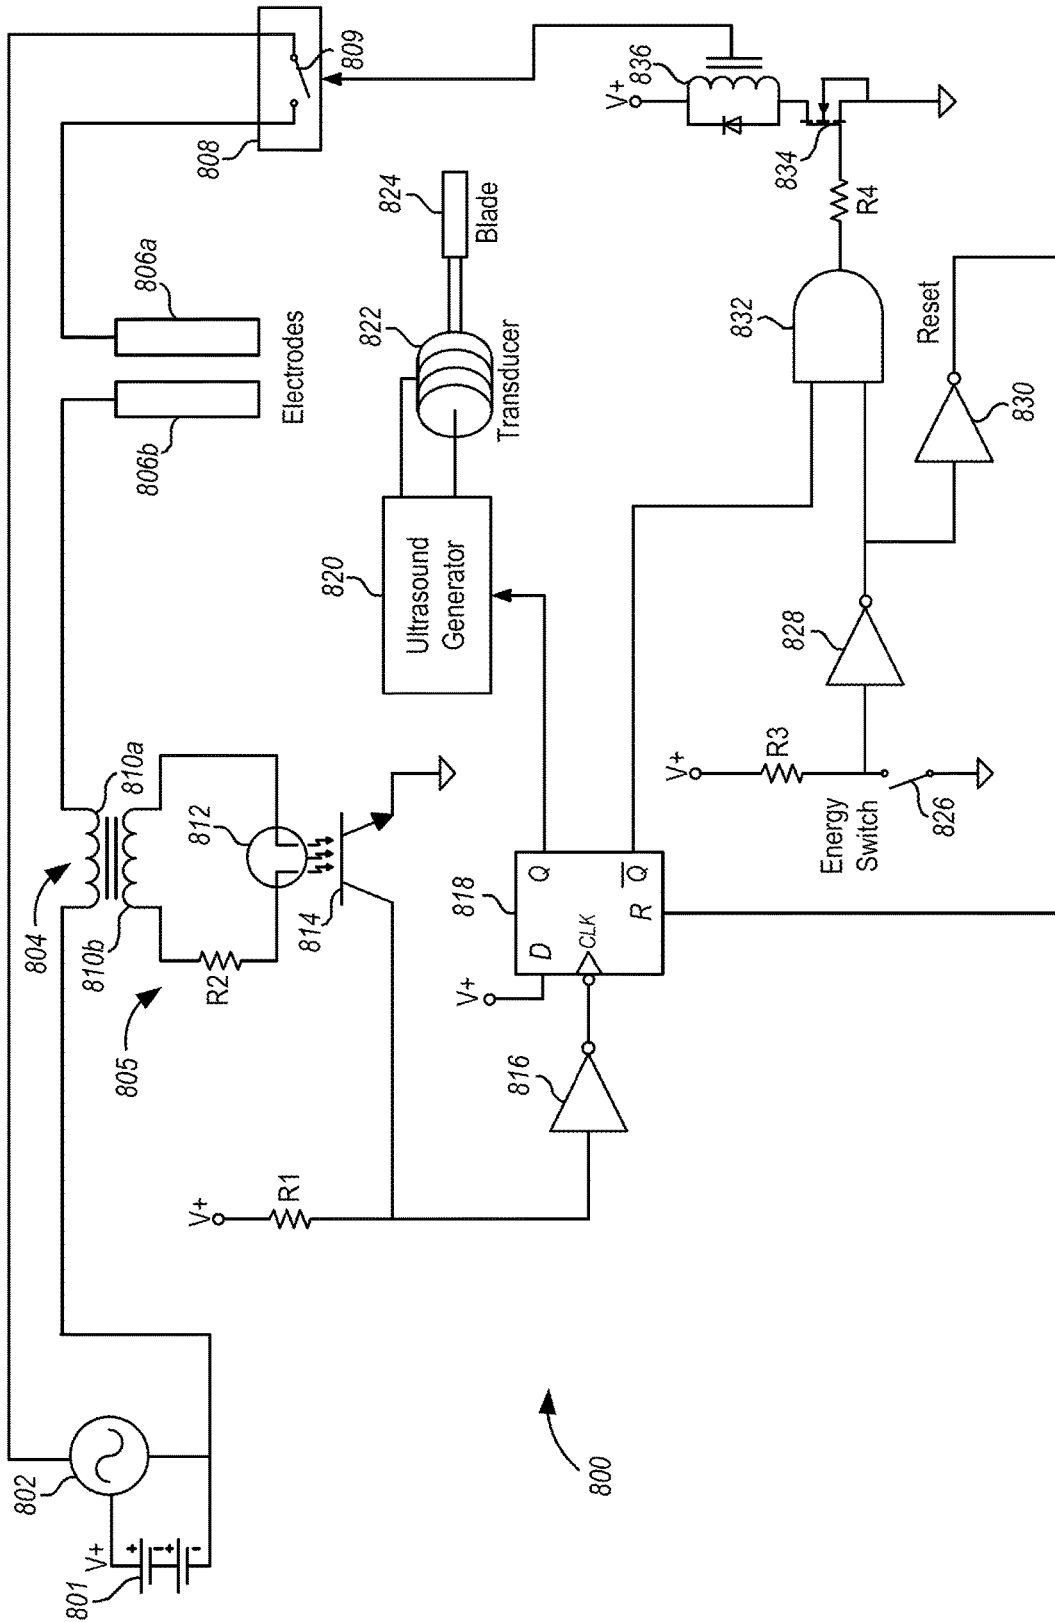 801
V+
802
804
810a
810b
805
R2
812
814
V+
R1
816
V+
818
D
Q
CLK
Q
R
820
Ultrasound
Generator
822
Transducer
824
Blade
806a
806b
Electrodes
808
809
V+
R3
Energy
Switch
826
828
830
Reset
832
R4
834
836
V+
800